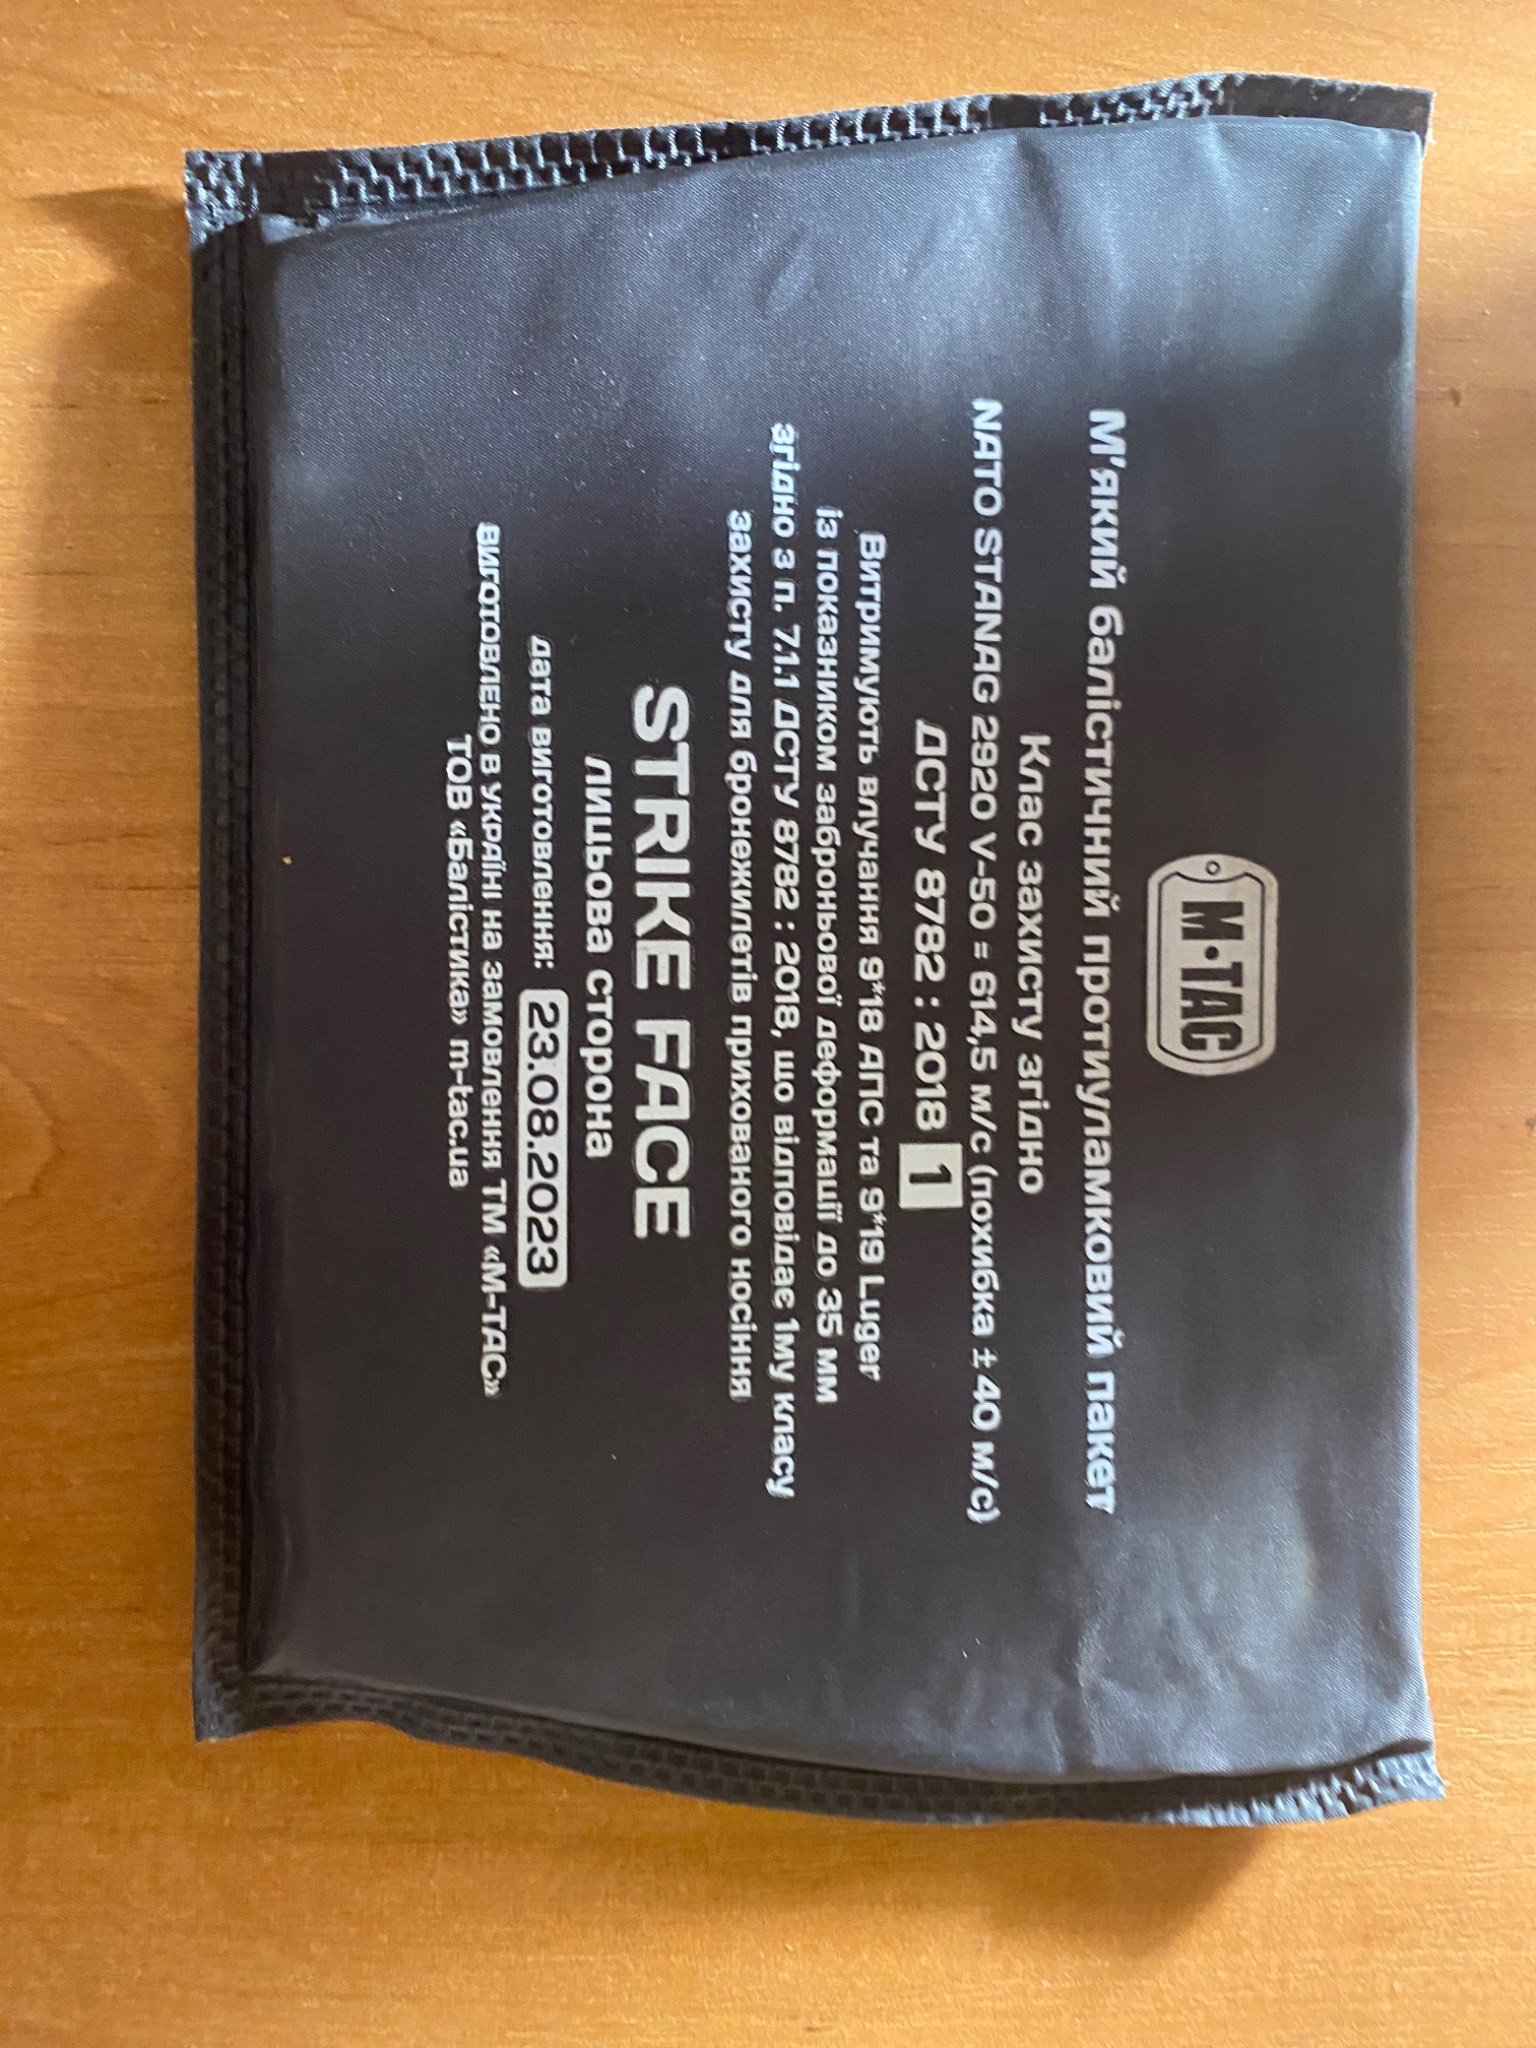 М·ТАС
М'який балістичний протиуламковий пакет
Клас захисту згідно
NATO STANAG 2920 V-50 = 614,5 м/с (похибка ± 40 м/с)
ДСТУ 8782 : 2018 1
Витримують влучання 9*18 АПС та 9*19 Luger
із показником заброньової деформації до 35 мм
згідно з п. 7.1.1 ДСТУ 8782 : 2018, що відповідає 1му класу
захисту для бронежилетів прихованого носіння
STRIKE FACE
лицьова сторона
дата виготовлення: 23.08.2023
виготовлено в україні на замовлення ТМ «М-ТАС»
ТОВ «Балістика» m-tac.ua